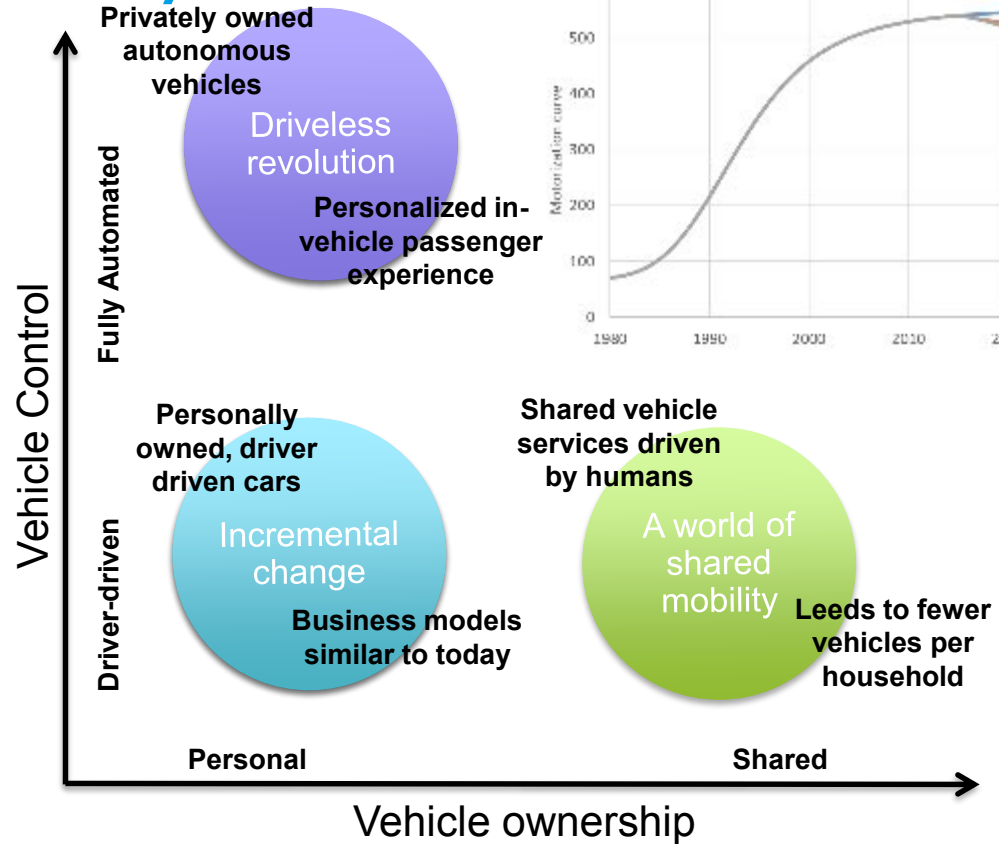 Privately owned
autonomous
vehicles
Driveless
revolution
Personalized in-
vehicle passenger
experience
Motorization curve
500
400
300
200
100
0
1980
1990
2000
2010
Vehicle Control
Fully Automated
Driver-driven
Personally
owned, driver
driven cars
Incremental
change
Business models
similar to today
Shared vehicle
services driven
by humans
A world of
shared
mobility
Leeds to fewer
vehicles per
household
Personal
Shared
Vehicle ownership